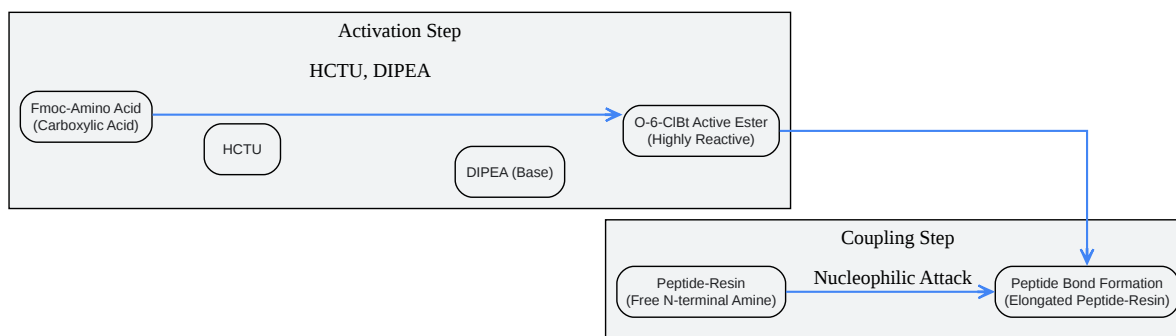 Activation Step
HCTU, DIPEA
Fmoc-Amino Acid
(Carboxylic Acid)
HCTU
DIPEA (Base)
O-6-ClBt Active Ester
(Highly Reactive)
Coupling Step
Peptide-Resin
(Free N-terminal Amine)
Nucleophilic Attack
Peptide Bond Formation
(Elongated Peptide-Resin)